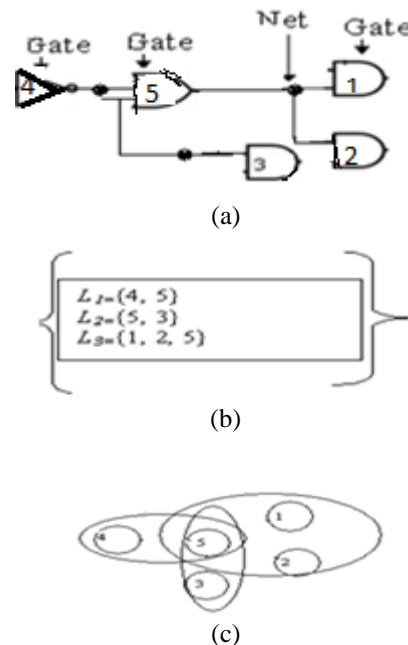 Net
Gate
Gate
Gate
4
5
1
3
2
(a)
L1={4, 5}
L2={5, 3}
L3={1, 2, 5}
(b)
1
4
5
2
3
(c)